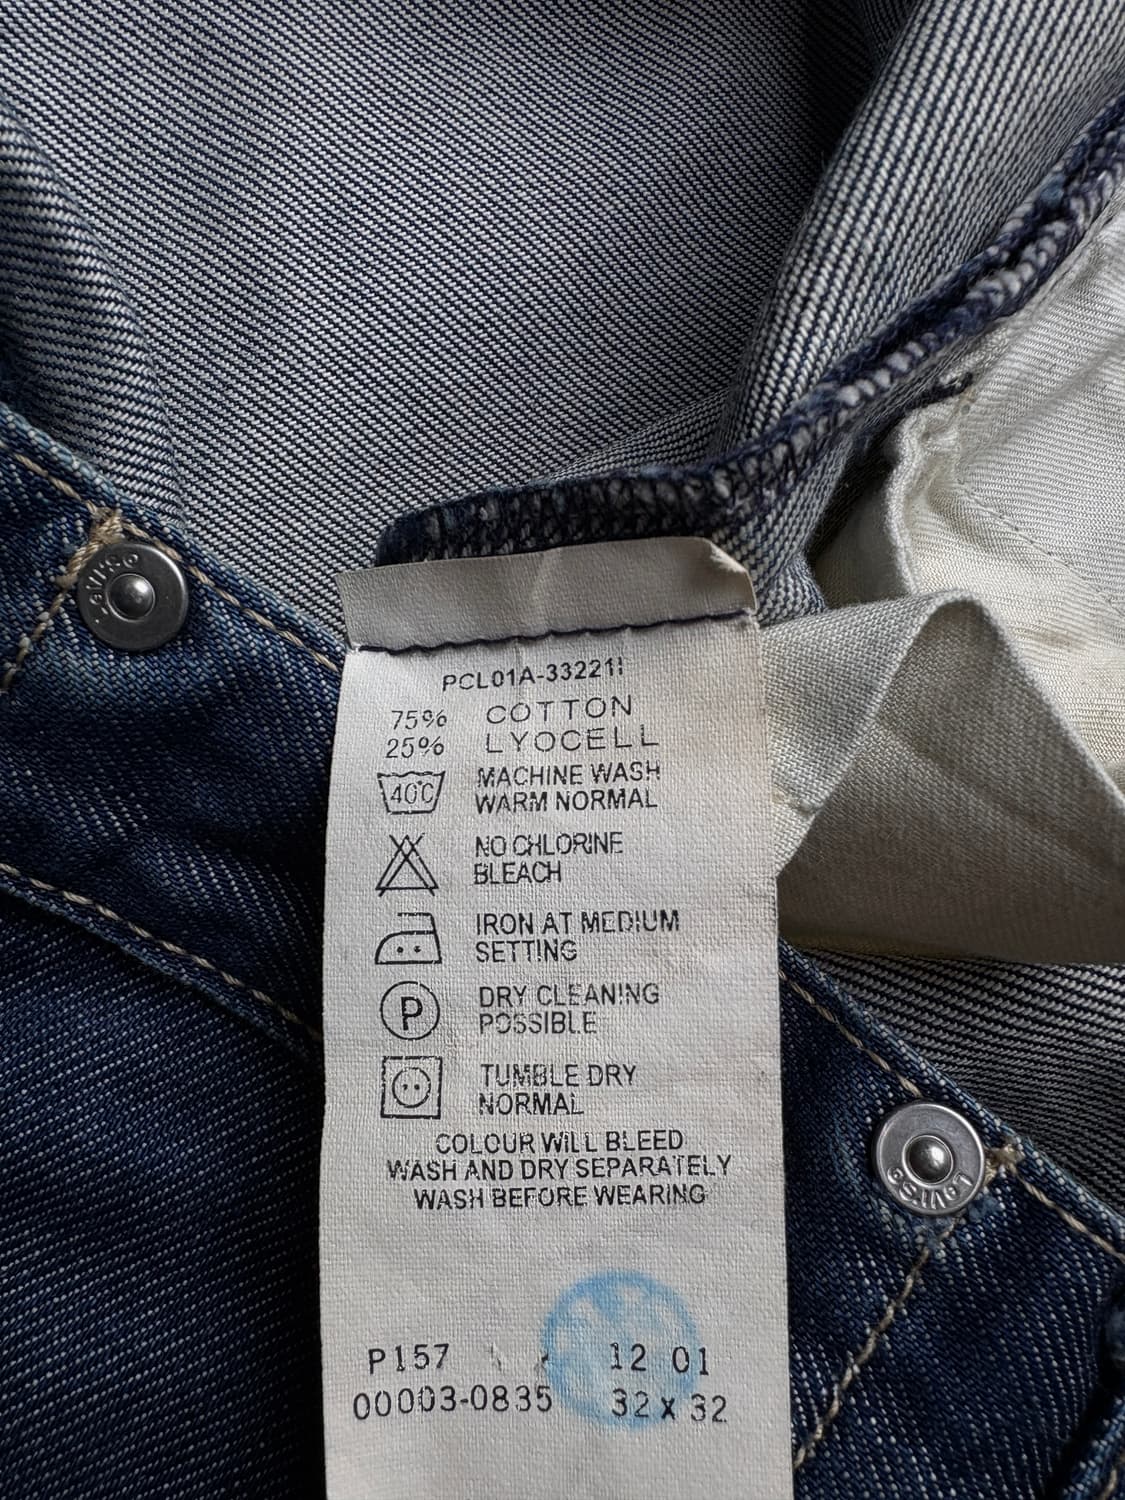 PCL01A-33221I
75% COTTON
25% LYOCELL
40C MACHINE WASH
WARM NORMAL
NO CHLORINE
BLEACH
IRON AT MEDIUM
SETTING
P DRY CLEANING
POSSIBLE
TUMBLE DRY
NORMAL
COLOUR WILL BLEED
WASH AND DRY SEPARATELY
WASH BEFORE WEARING
P157 12 01
00003-0835 32 x 32